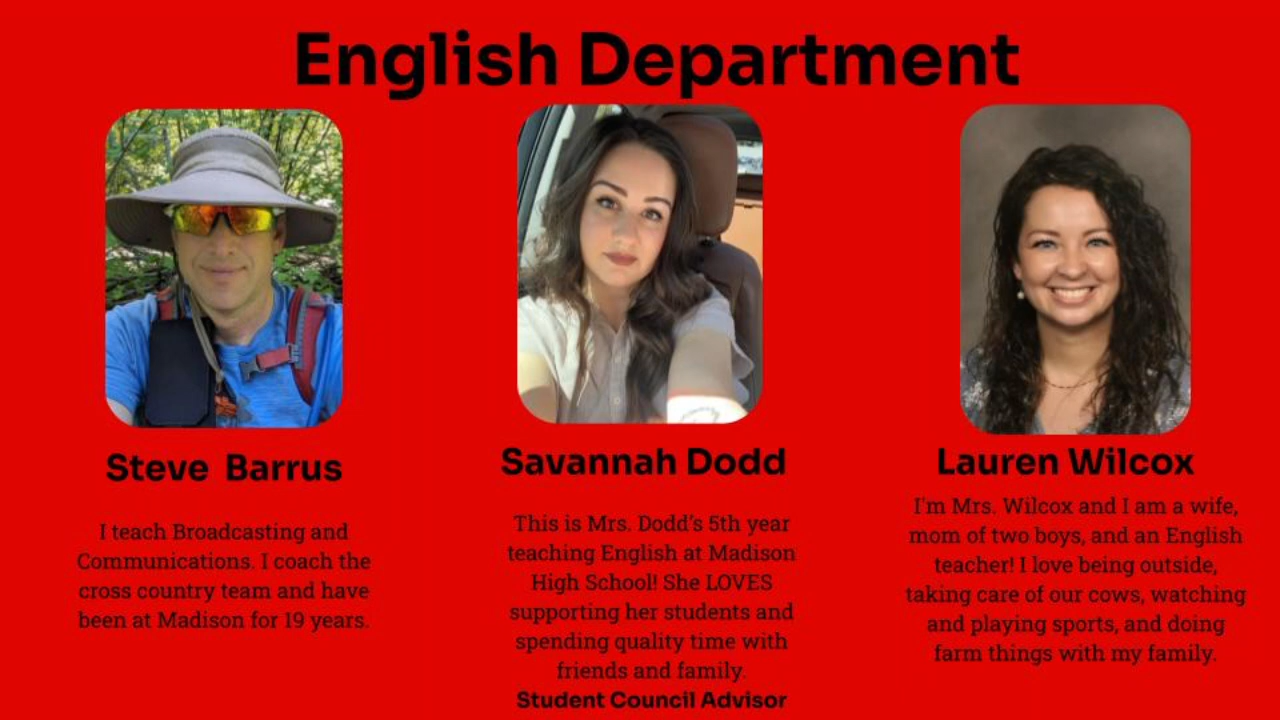 English Department
Steve Barrus
I teach Broadcasting and
Communications. I coach the
cross country team and have
been at Madison for 19 years.
Savannah Dodd
This is Mrs. Dodd's 5th year
teaching English at Madison
High School! She LOVES
supporting her students and
spending quality time with
friends and family.
Student Council Advisor
Lauren Wilcox
I'm Mrs. Wilcox and I am a wife,
mom of two boys, and an English
teacher! I love being outside,
taking care of our cows, watching
and playing sports, and doing
farm things with my family.